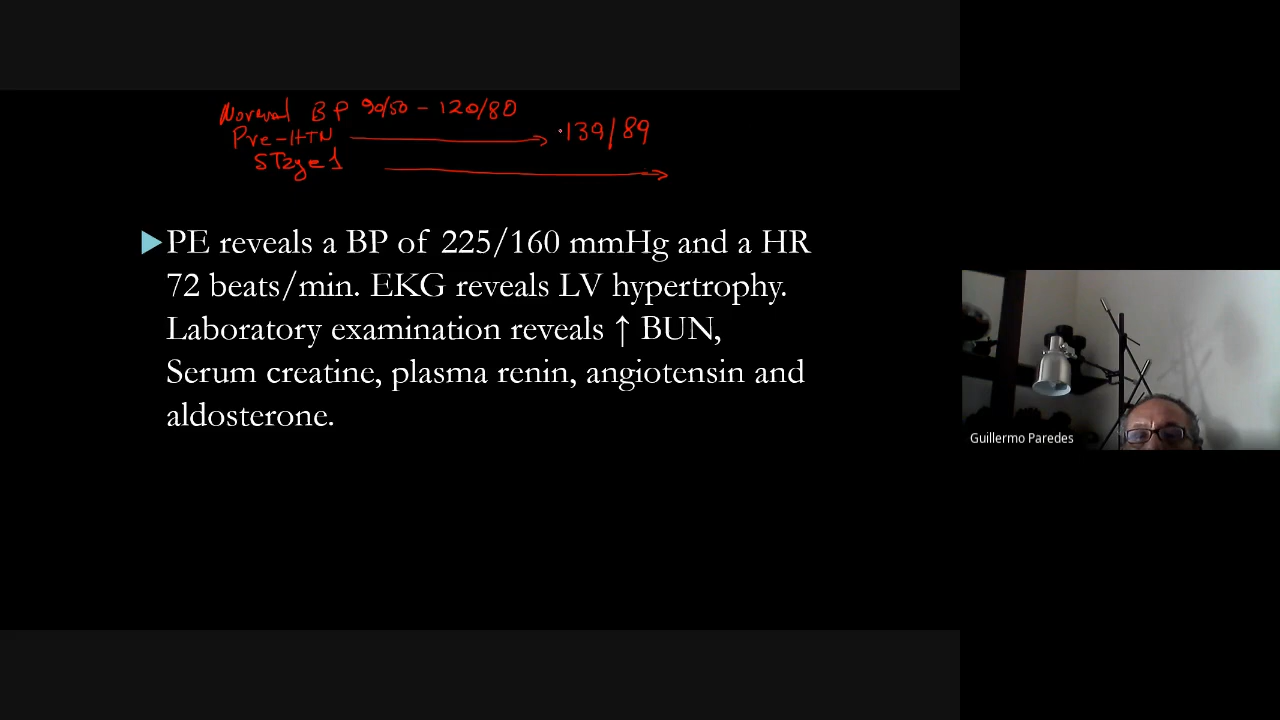 Normal BP 90/50 - 120/80
Pre-HTN → 139/89
STage 1 →
▶PE reveals a BP of 225/160 mmHg and a HR
72 beats/min. EKG reveals LV hypertrophy.
Laboratory examination reveals ↑ BUN,
Serum creatine, plasma renin, angiotensin and
aldosterone.
Guillermo Paredes